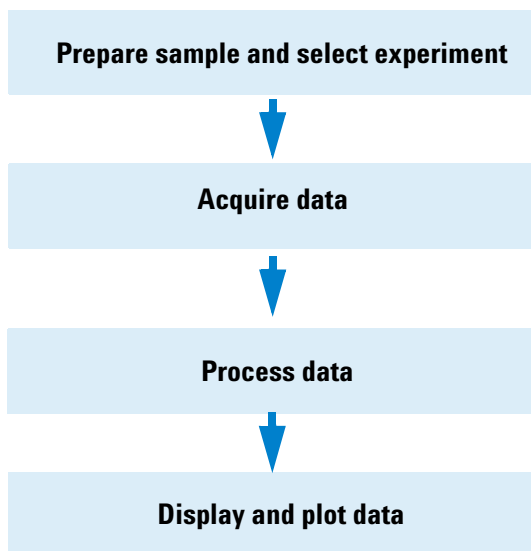 Prepare sample and select experiment
Acquire data
Process data
Display and plot data